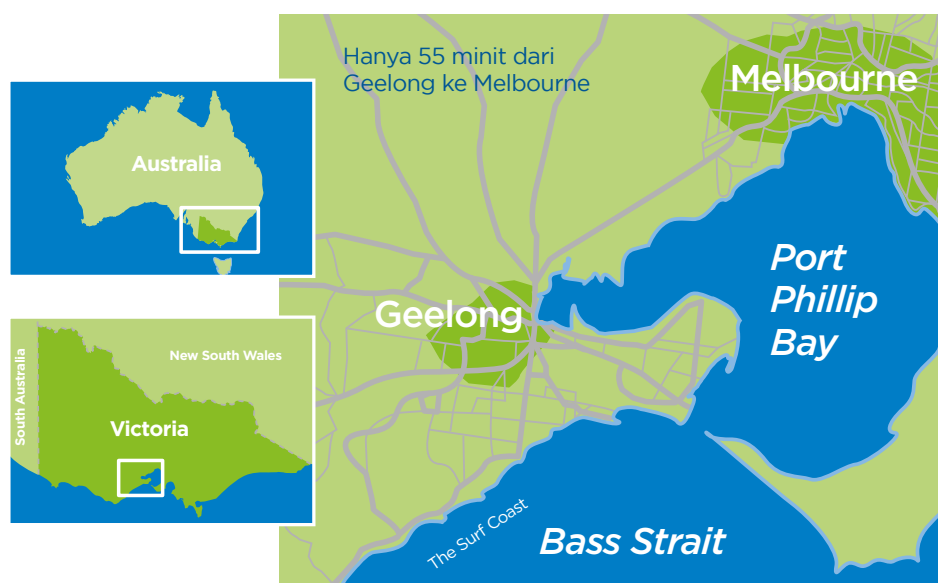 Hanya 55 minit dari
Geelong ke Melbourne
Melbourne
Australia
Geelong
Port
Phillip
Bay
New South Wales
South Australia
Victoria
The Surf Coast
Bass Strait